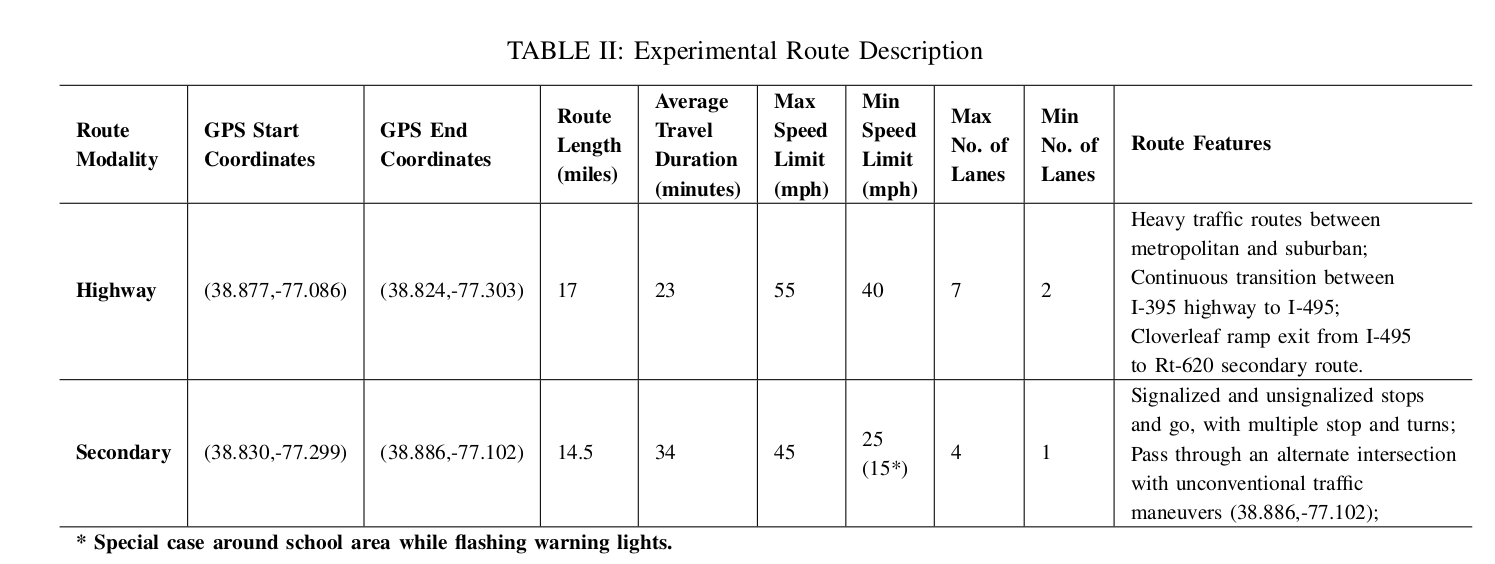 TABLE II: Experimental Route Description
Route
Modality
GPS Start
Coordinates
GPS End
Coordinates
Route
Length
(miles)
Average
Travel
Duration
(minutes)
Max
Speed
Limit
(mph)
Min
Speed
Limit
(mph)
Max
No. of
Lanes
Min
No. of
Lanes
Route Features
Highway
(38.877,-77.086)
(38.824,-77.303)
17
23
55
40
7
2
Heavy traffic routes between
metropolitan and suburban;
Continuous transition between
I-395 highway to I-495;
Cloverleaf ramp exit from I-495
to Rt-620 secondary route.
Secondary
(38.830,-77.299)
(38.886,-77.102)
14.5
34
45
25
(15*)
4
1
Signalized and unsignalized stops
and go, with multiple stop and turns;
Pass through an alternate intersection
with unconventional traffic
maneuvers (38.886,-77.102);
* Special case around school area while flashing warning lights.